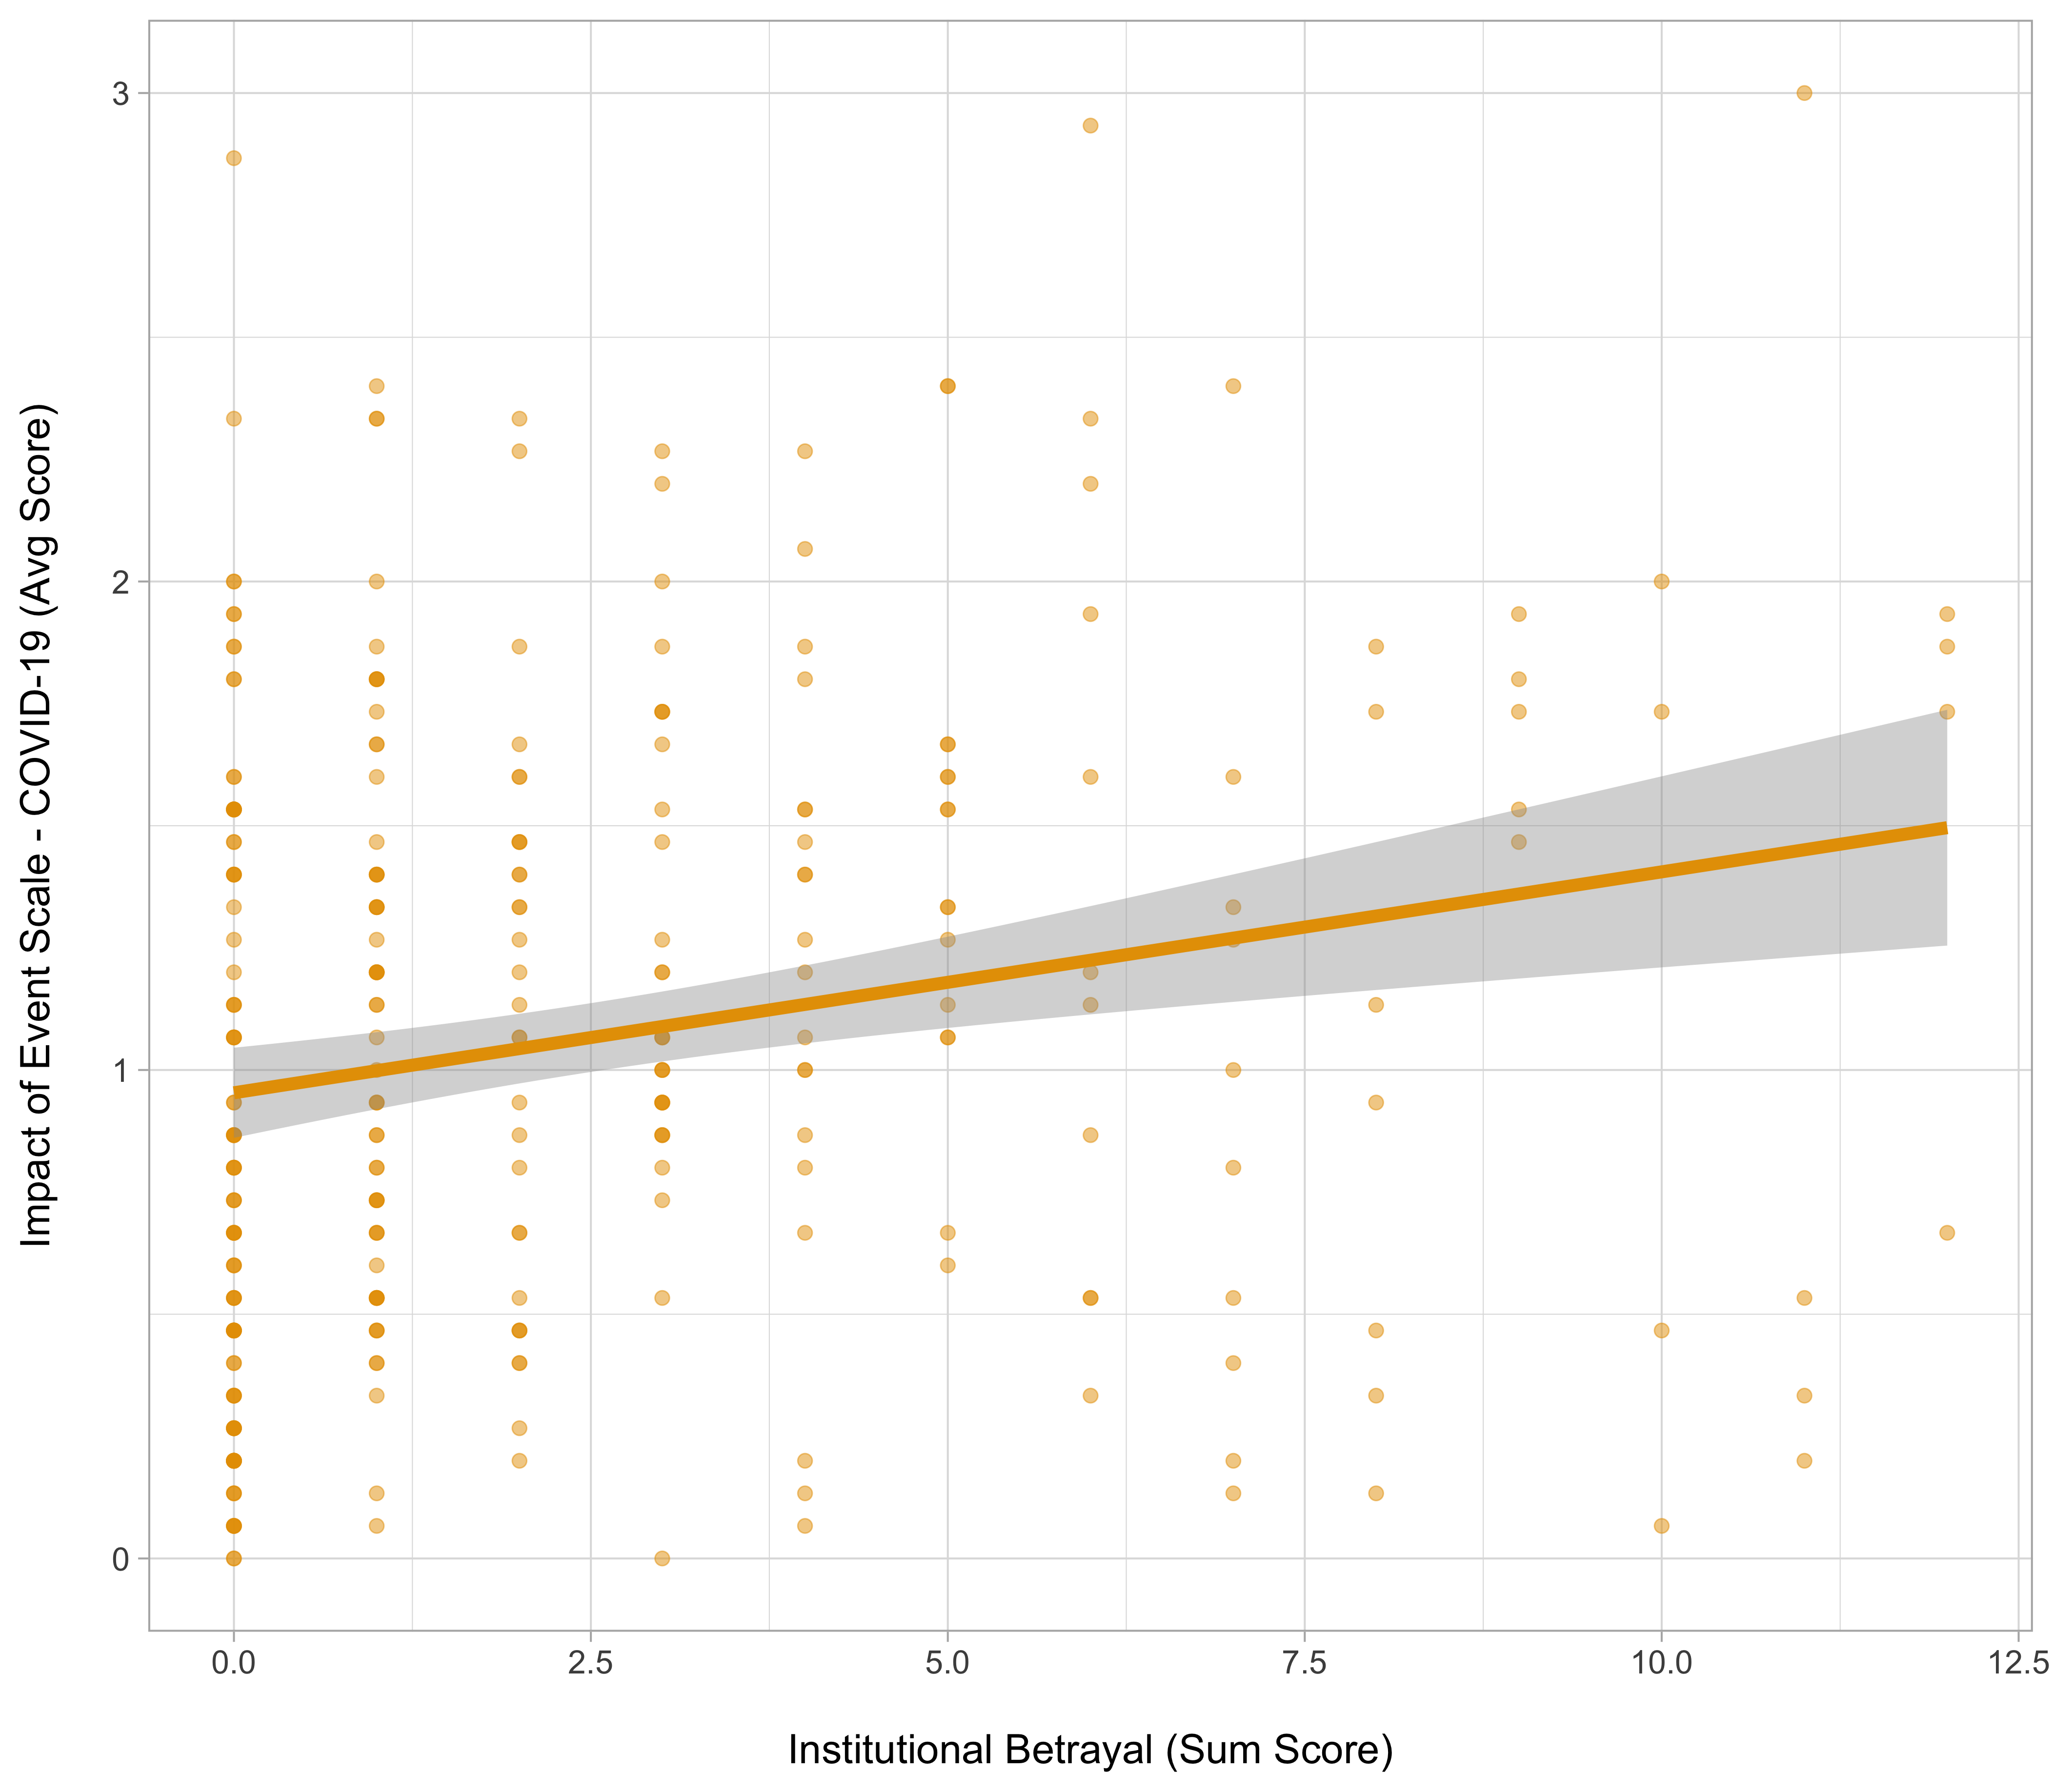 Impact of Event Scale - COVID-19 (Avg Score)
3
2
1
0
0.0 2.5 5.0 7.5 10.0 12.5
Institutional Betrayal (Sum Score)